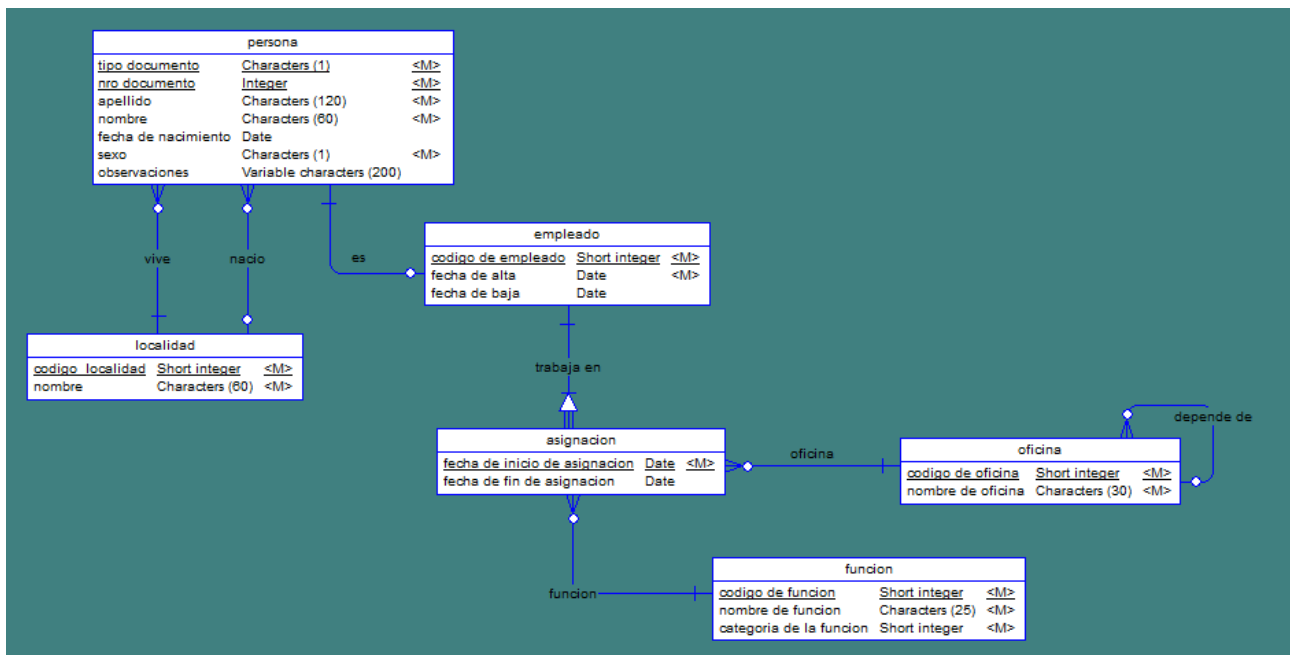 persona
tipo documento Characters (1) <M>
nro documento Integer <M>
apellido Characters (120) <M>
nombre Characters (60) <M>
fecha de nacimiento Date
sexo Characters (1) <M>
observaciones Variable characters (200)
vive
nacio
es
empleado
codigo de empleado Short integer <M>
fecha de alta Date <M>
fecha de baja Date
localidad
codigo localidad Short integer <M>
nombre Characters (60) <M>
trabaja en
asignacion
fecha de inicio de asignacion Date <M>
fecha de fin de asignacion Date
oficina
depende de
oficina
codigo de oficina Short integer <M>
nombre de oficina Characters (30) <M>
funcion
funcion
codigo de funcion Short integer <M>
nombre de funcion Characters (25) <M>
categoria de la funcion Short integer <M>